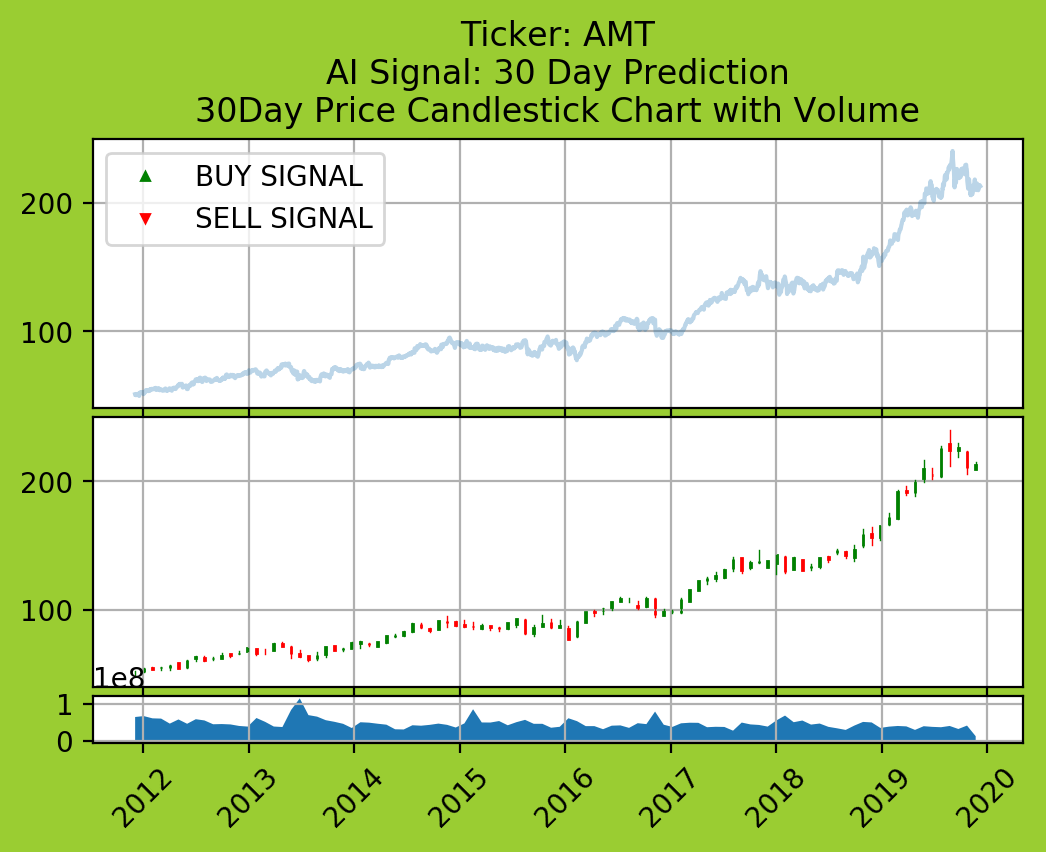 Ticker: AMT
AI Signal: 30 Day Prediction
30Day Price Candlestick Chart with Volume
BUY SIGNAL
SELL SIGNAL
200
100
200
100
1e8
1
0
2012 2013 2014 2015 2016 2017 2018 2019 2020